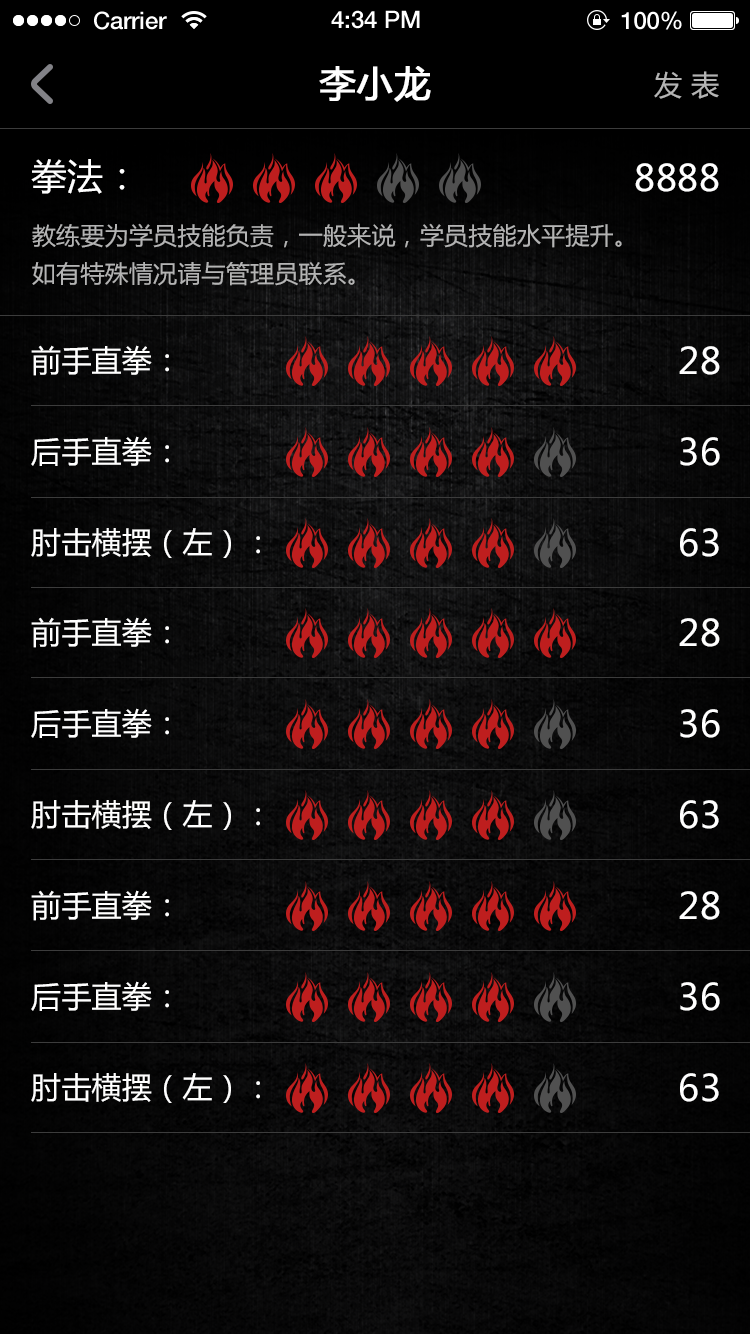 Carrier 4:34 PM 100%
李小龙 发表
拳法： 8888
教练要为学员技能负责，一般来说，学员技能水平提升。
如有特殊情况请与管理员联系。
前手直拳： 28
后手直拳： 36
肘击横摆（左）： 63
前手直拳： 28
后手直拳： 36
肘击横摆（左）： 63
前手直拳： 28
后手直拳： 36
肘击横摆（左）： 63